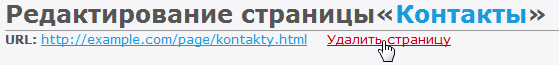 Редактирование страницы«Контакты»
URL: http://example.com/page/kontakty.html Удалить страницу